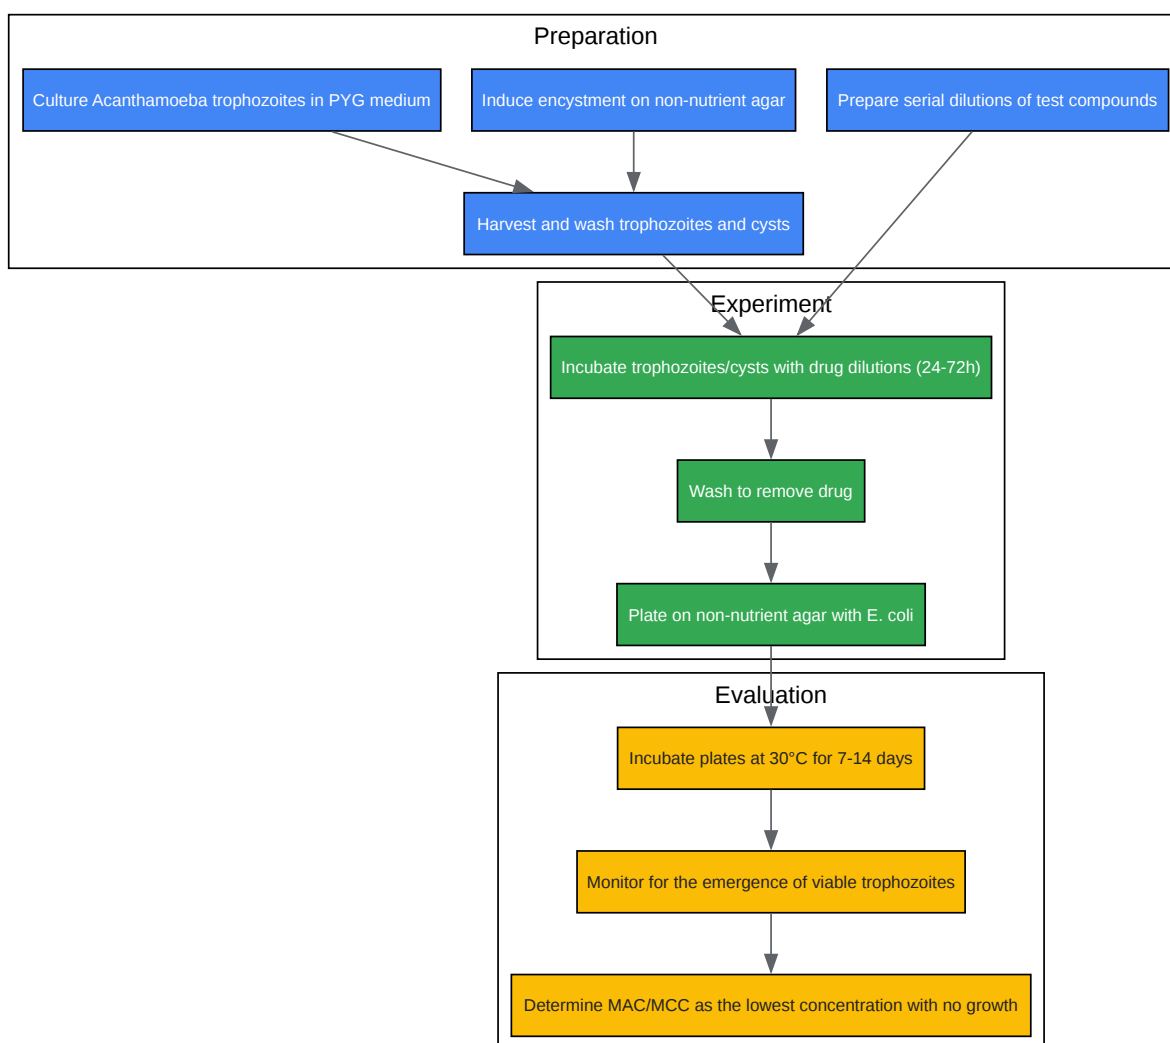 Preparation
Culture Acanthamoeba trophozoites in PYG medium
Induce encystment on non-nutrient agar
Prepare serial dilutions of test compounds
Harvest and wash trophozoites and cysts
Experiment
Incubate trophozoites/cysts with drug dilutions (24-72h)
Wash to remove drug
Plate on non-nutrient agar with E. coli
Evaluation
Incubate plates at 30°C for 7-14 days
Monitor for the emergence of viable trophozoites
Determine MAC/MCC as the lowest concentration with no growth